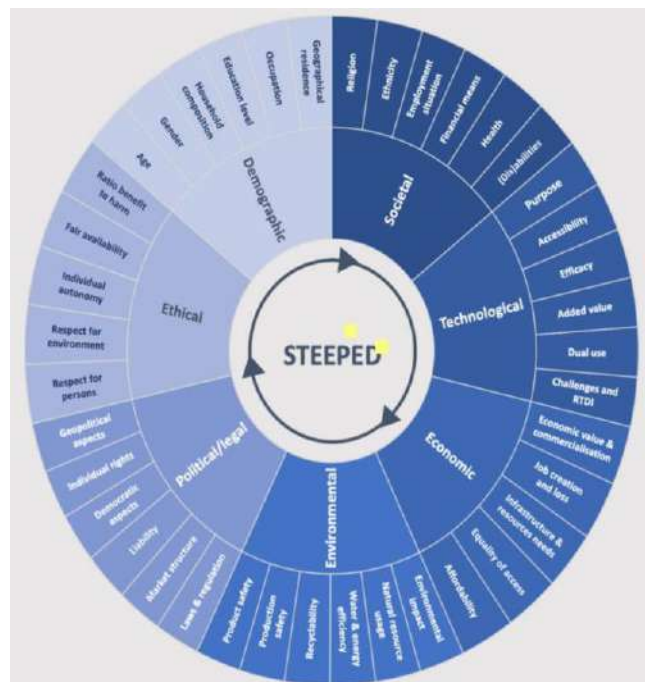 STEEPED
Societal
Religion
Ethnicity
Employment
situation
Financial means
Health
(Dis)abilities
Technological
Purpose
Accessibility
Efficacy
Added value
Dual use
Challenges and
RTDI
Economic
Economic value &
commercialisation
Job creation
and loss
Infrastructure &
resources needs
Equality of access
Affordability
Environmental
Environmental
impact
Natural resource
usage
Water & energy
efficiency
Recyclability
Production
safety
Product safety
Political/legal
Laws & regulation
Market structure
Liability
Democratic
aspects
Individual rights
Geopolitical
aspects
Ethical
Respect for
persons
Respect for
environment
Individual
autonomy
Fair availability
Ratio benefit
to harm
Demographic
Age
Gender
Household
composition
Education level
Occupation
Geographical
residence